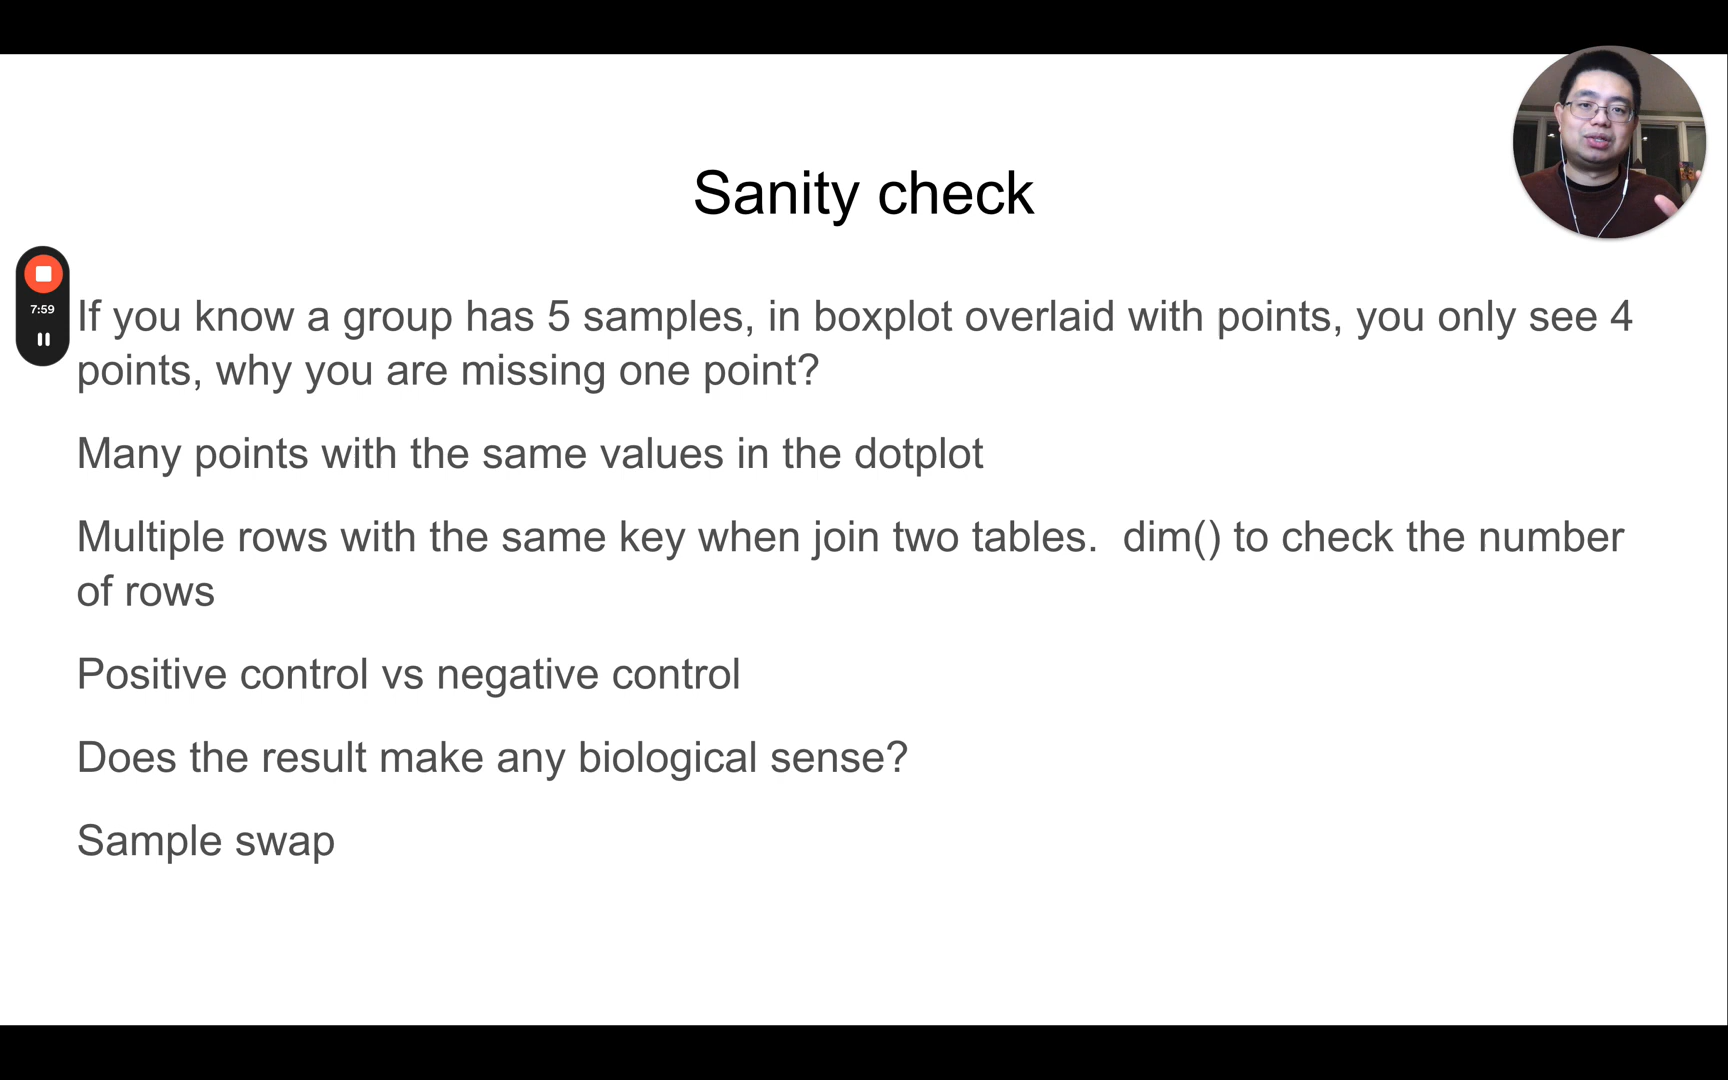 Sanity check
7:59
If you know a group has 5 samples, in boxplot overlaid with points, you only see 4
points, why you are missing one point?
Many points with the same values in the dotplot
Multiple rows with the same key when join two tables.  dim() to check the number
of rows
Positive control vs negative control
Does the result make any biological sense?
Sample swap